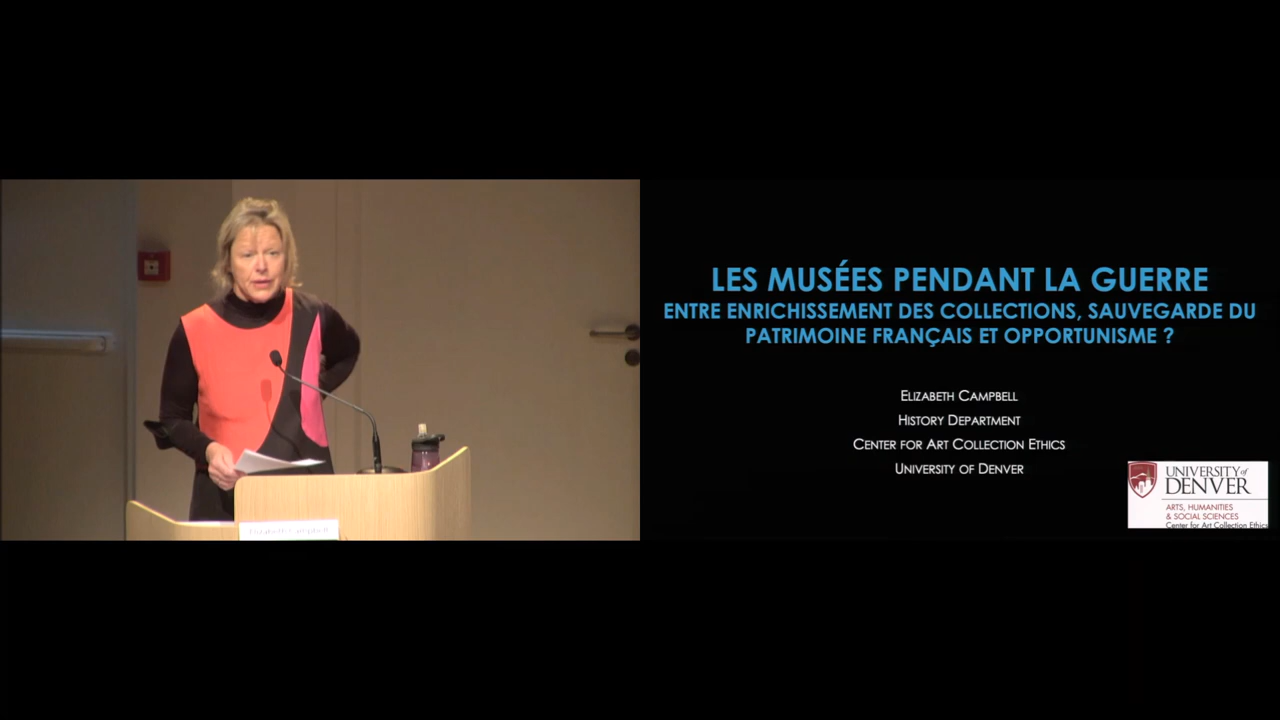 LES MUSÉES PENDANT LA GUERRE
ENTRE ENRICHISSEMENT DES COLLECTIONS, SAUVEGARDE DU
PATRIMOINE FRANÇAIS ET OPPORTUNISME ?
ELIZABETH CAMPBELL
HISTORY DEPARTMENT
CENTER FOR ART COLLECTION ETHICS
UNIVERSITY OF DENVER
UNIVERSITY of
DENVER
ARTS, HUMANITIES
& SOCIAL SCIENCES
Center for Art Collection Ethics
Elizabeth Campbell